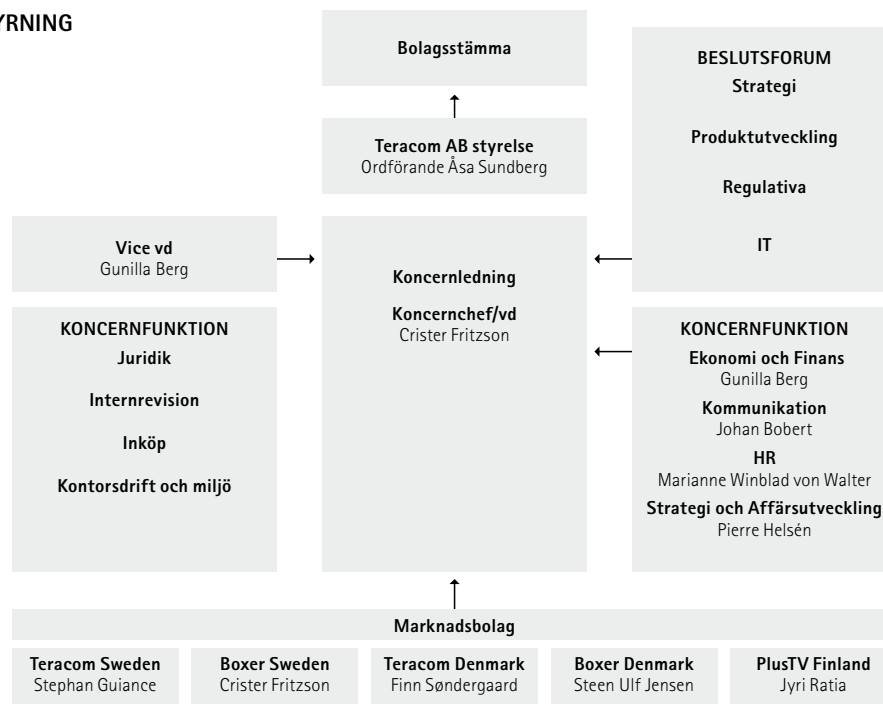 YRNING
Bolagsstämma
Teracom AB styrelse
Ordförande Åsa Sundberg
BESLUTSFORUM
Strategi
Produktutveckling
Regulativa
IT
Vice vd
Gunilla Berg
Koncernledning
Koncernchef/vd
Crister Fritzson
KONCERNFUNKTION
Juridik
Internrevision
Inköp
Kontorsdrift och miljö
KONCERNFUNKTION
Ekonomi och Finans
Gunilla Berg
Kommunikation
Johan Bobert
HR
Marianne Winblad von Walter
Strategi och Affärsutveckling
Pierre Helsén
Marknadsbolag
Teracom Sweden
Stephan Guiance
Boxer Sweden
Crister Fritzson
Teracom Denmark
Finn Søndergaard
Boxer Denmark
Steen Ulf Jensen
PlusTV Finland
Jyri Ratia